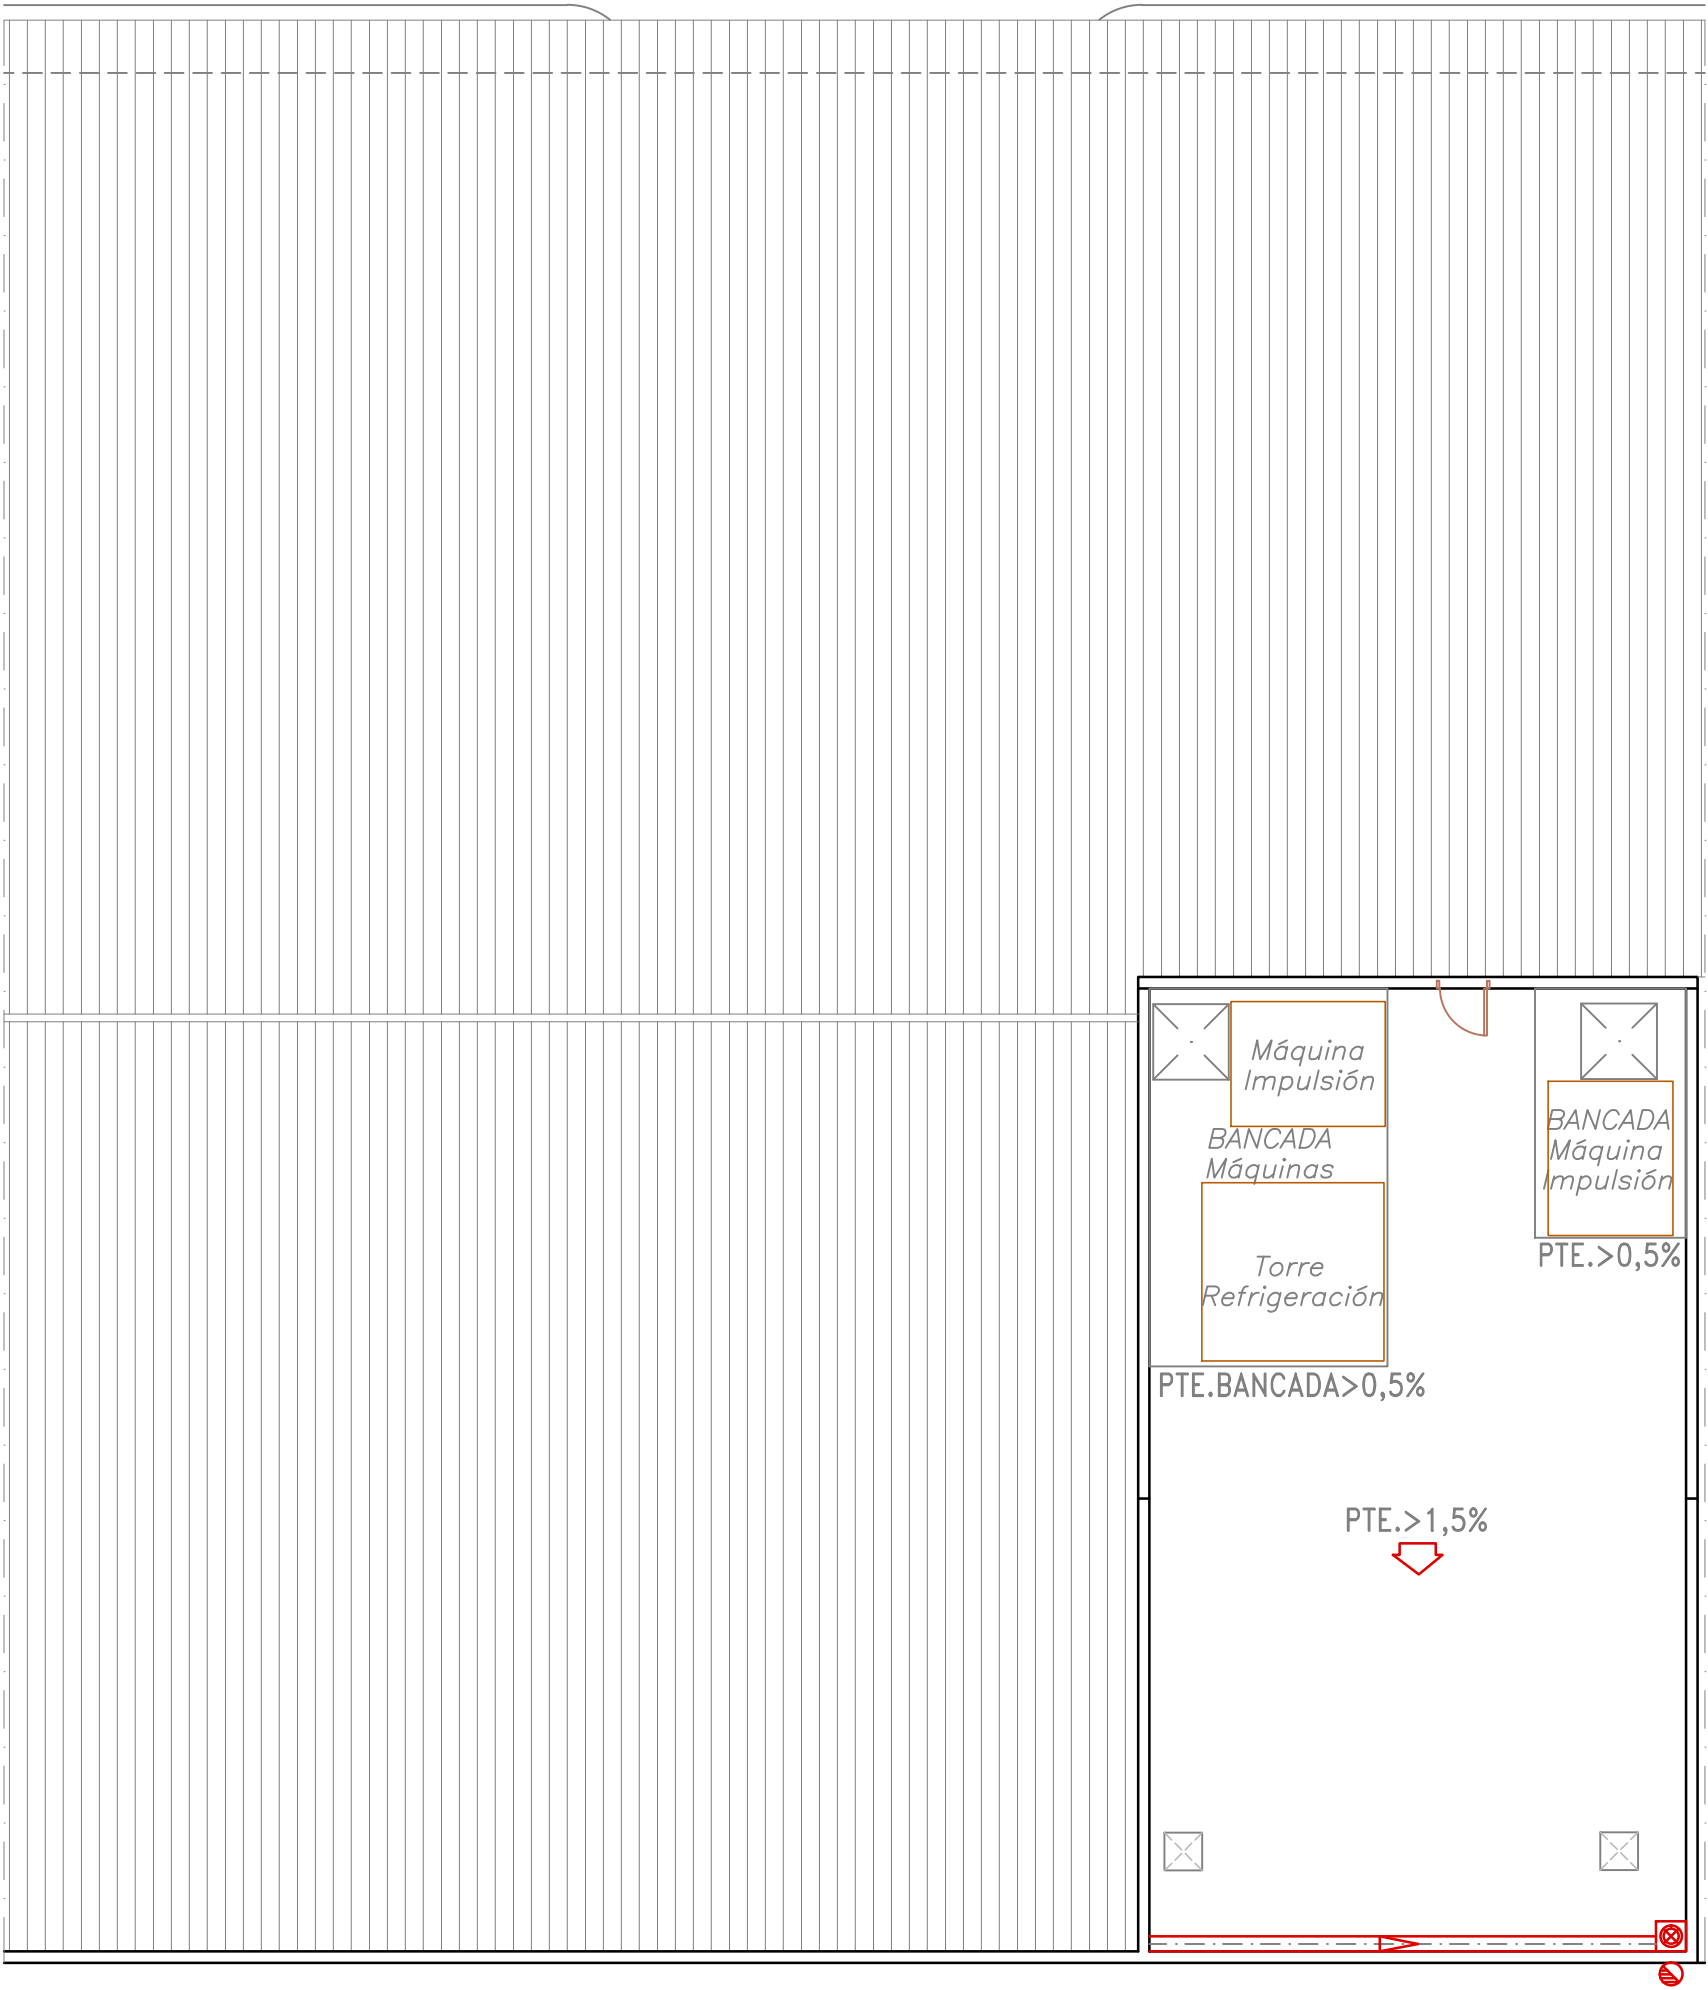 Máquina
Impulsión
BANCADA
Máquinas
Torre
Refrigeración
PTE.BANCADA>0,5%
BANCADA
Máquina
Impulsión
PTE.>0,5%
PTE.>1,5%